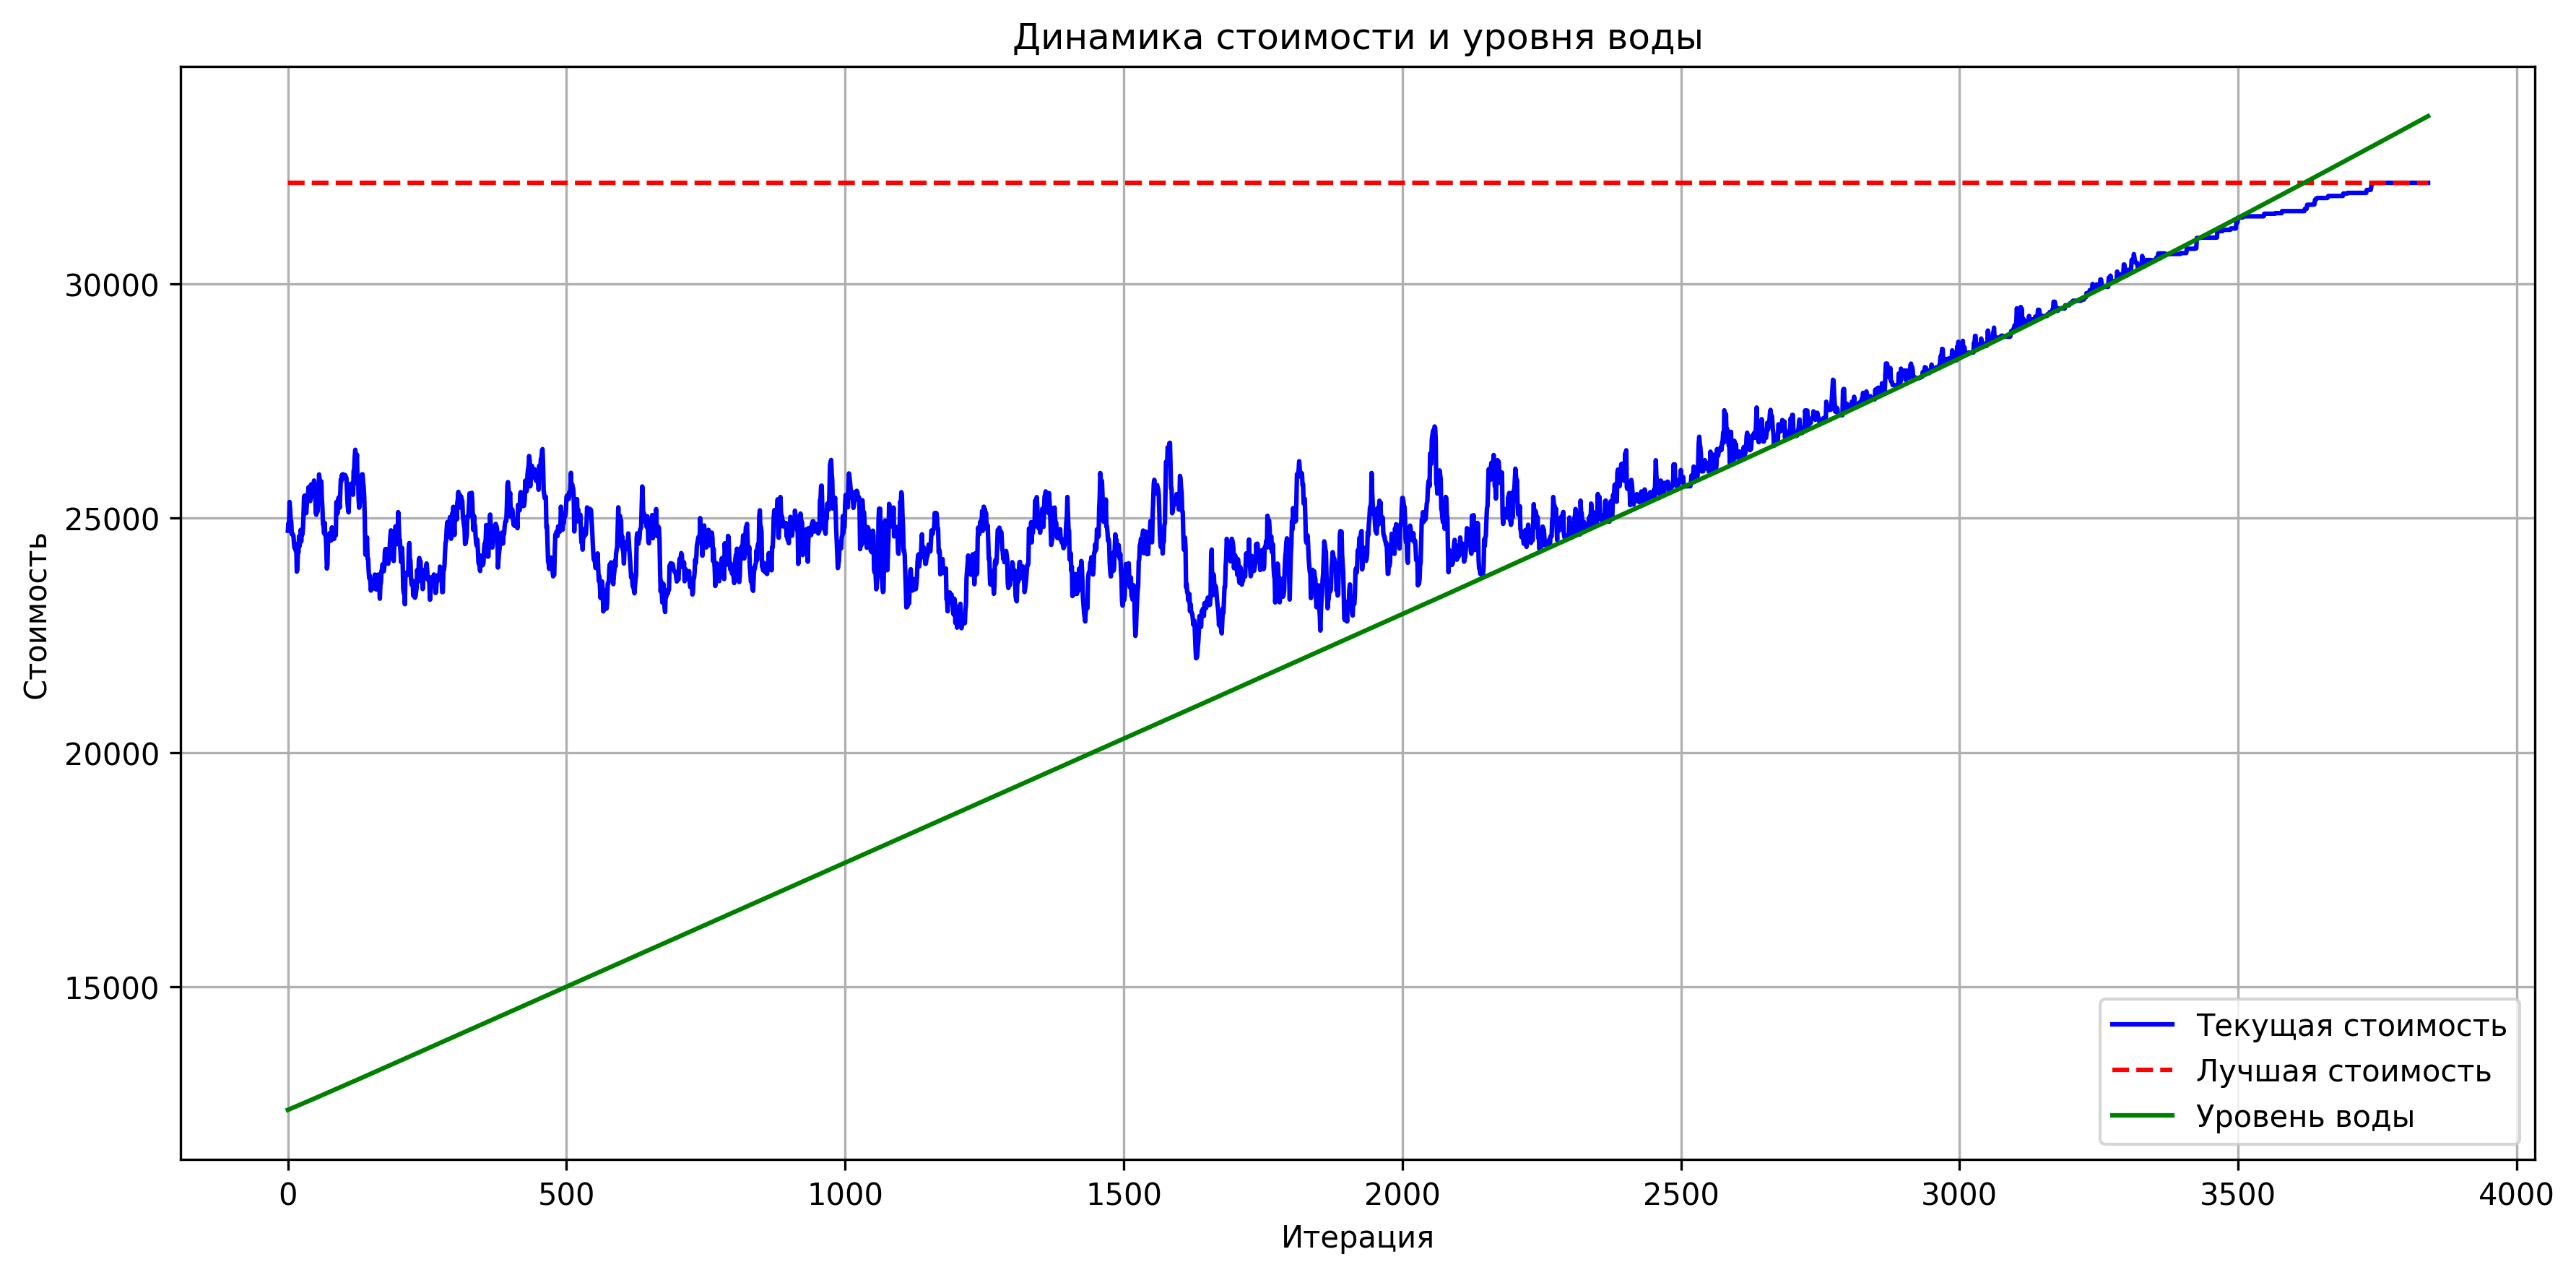 Динамика стоимости и уровня воды
Стоимость
30000
25000
20000
15000
0 500 1000 1500 2000 2500 3000 3500 4000
Итерация
Текущая стоимость
Лучшая стоимость
Уровень воды